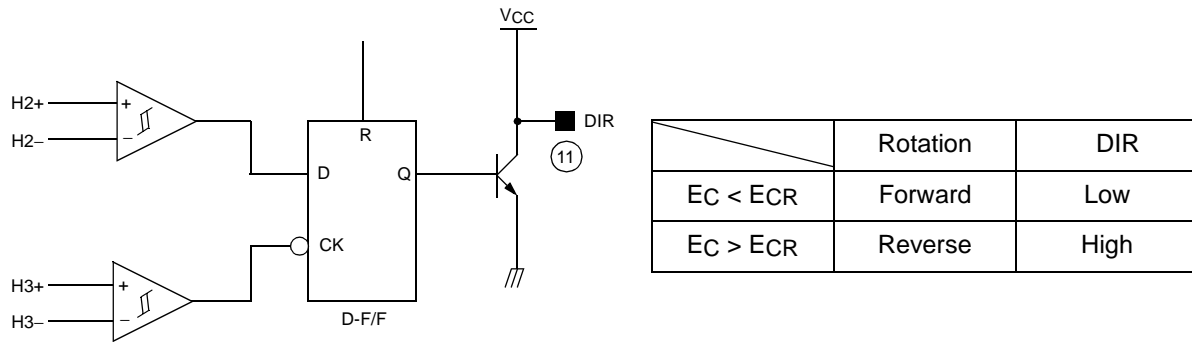 VCC
H2+
H2–
+
–
R
D
Q
DIR
11
CK
H3+
H3–
+
–
D-F/F
Rotation DIR
EC < ECR Forward Low
EC > ECR Reverse High